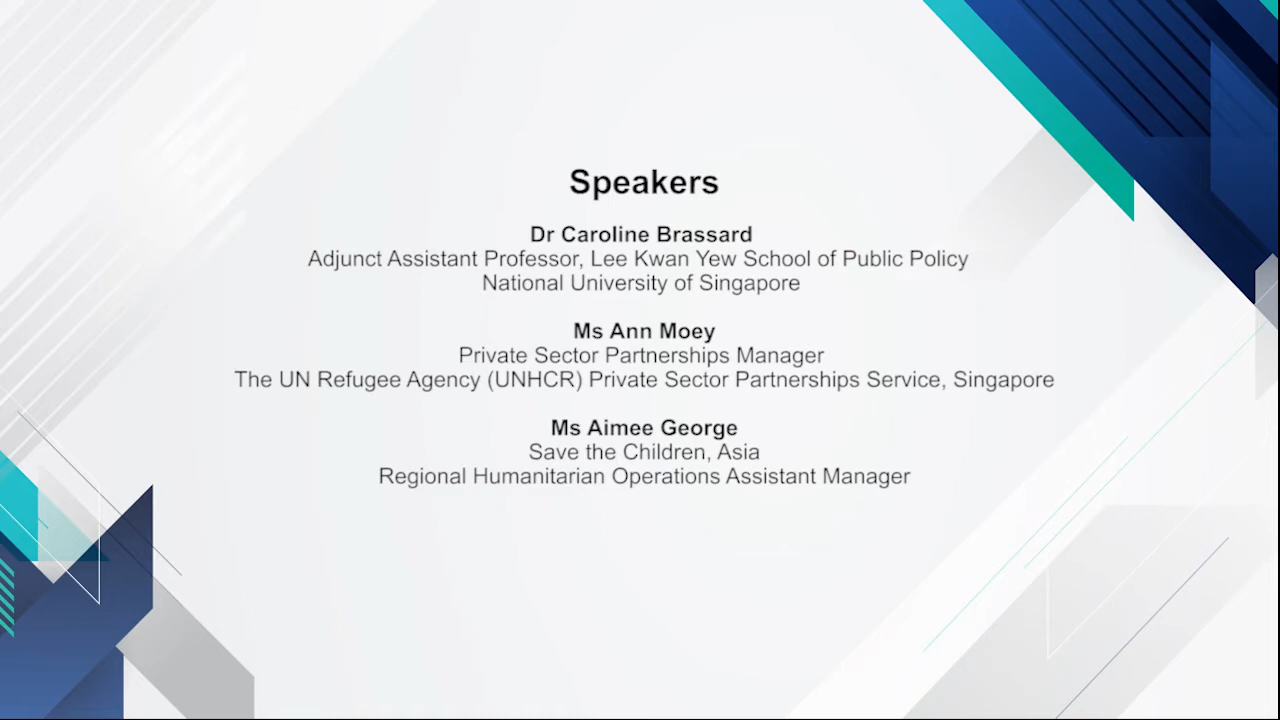 Speakers
Dr Caroline Brassard
Adjunct Assistant Professor, Lee Kwan Yew School of Public Policy
National University of Singapore
Ms Ann Moey
Private Sector Partnerships Manager
The UN Refugee Agency (UNHCR) Private Sector Partnerships Service, Singapore
Ms Aimee George
Save the Children, Asia
Regional Humanitarian Operations Assistant Manager